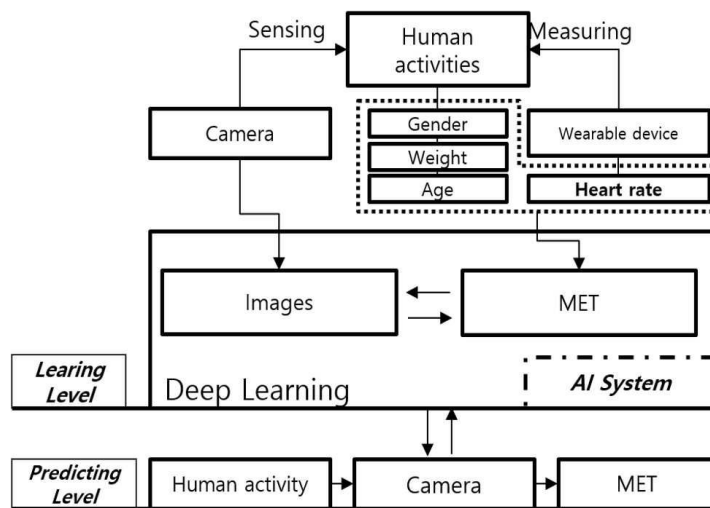 Sensing
Human
activities
Measuring
Camera
Gender
Weight
Age
Wearable device
Heart rate
Images
MET
Learing
Level
Deep Learning
AI System
Predicting
Level
Human activity
Camera
MET